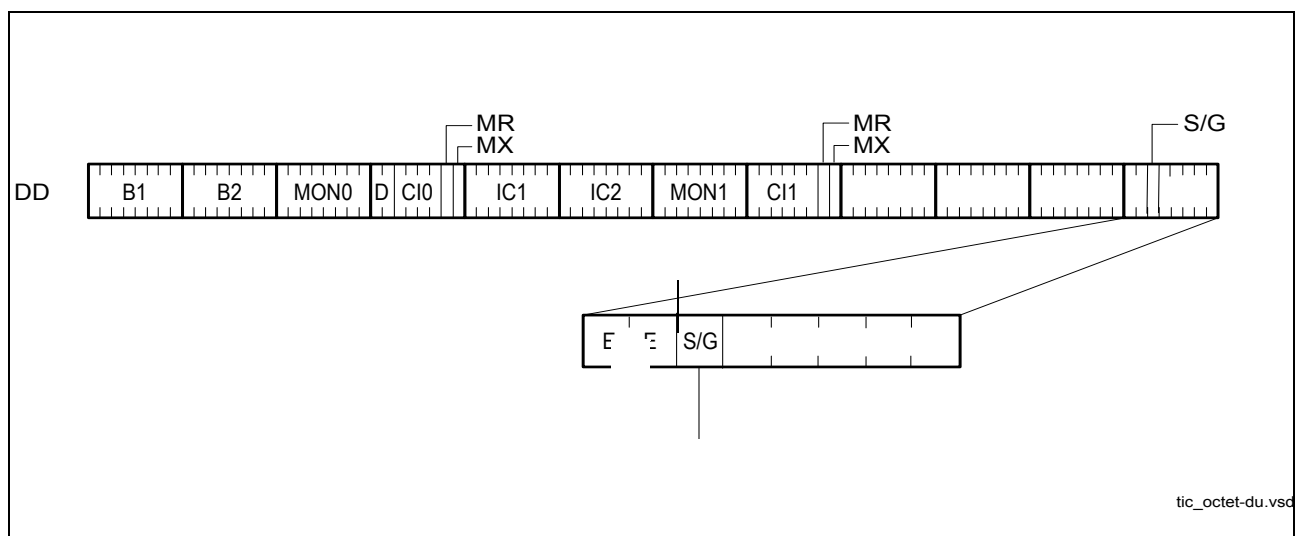 MR MR S/G
MX MX
DD B1 B2 MON0 D CI0 IC1 IC2 MON1 CI1
E E S/G
tic_octet-du.vsd